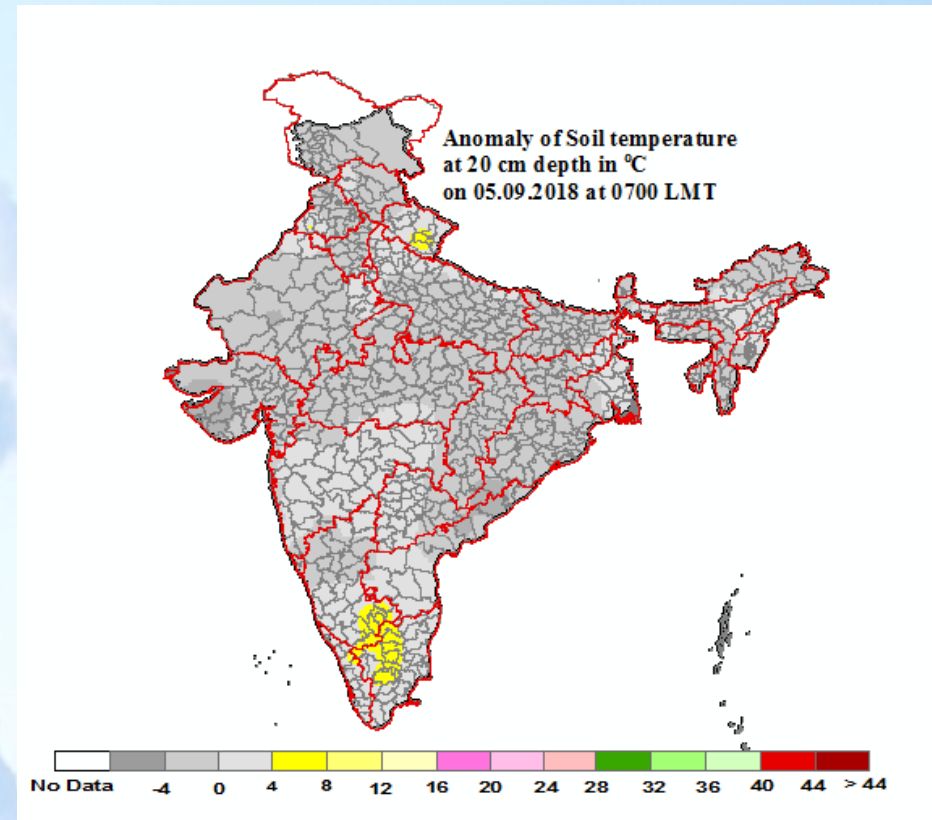 Anomaly of Soil temperature
at 20 cm depth in °C
on 05.09.2018 at 0700 LMT
No Data -4 0 4 8 12 16 20 24 28 32 36 40 44 > 44